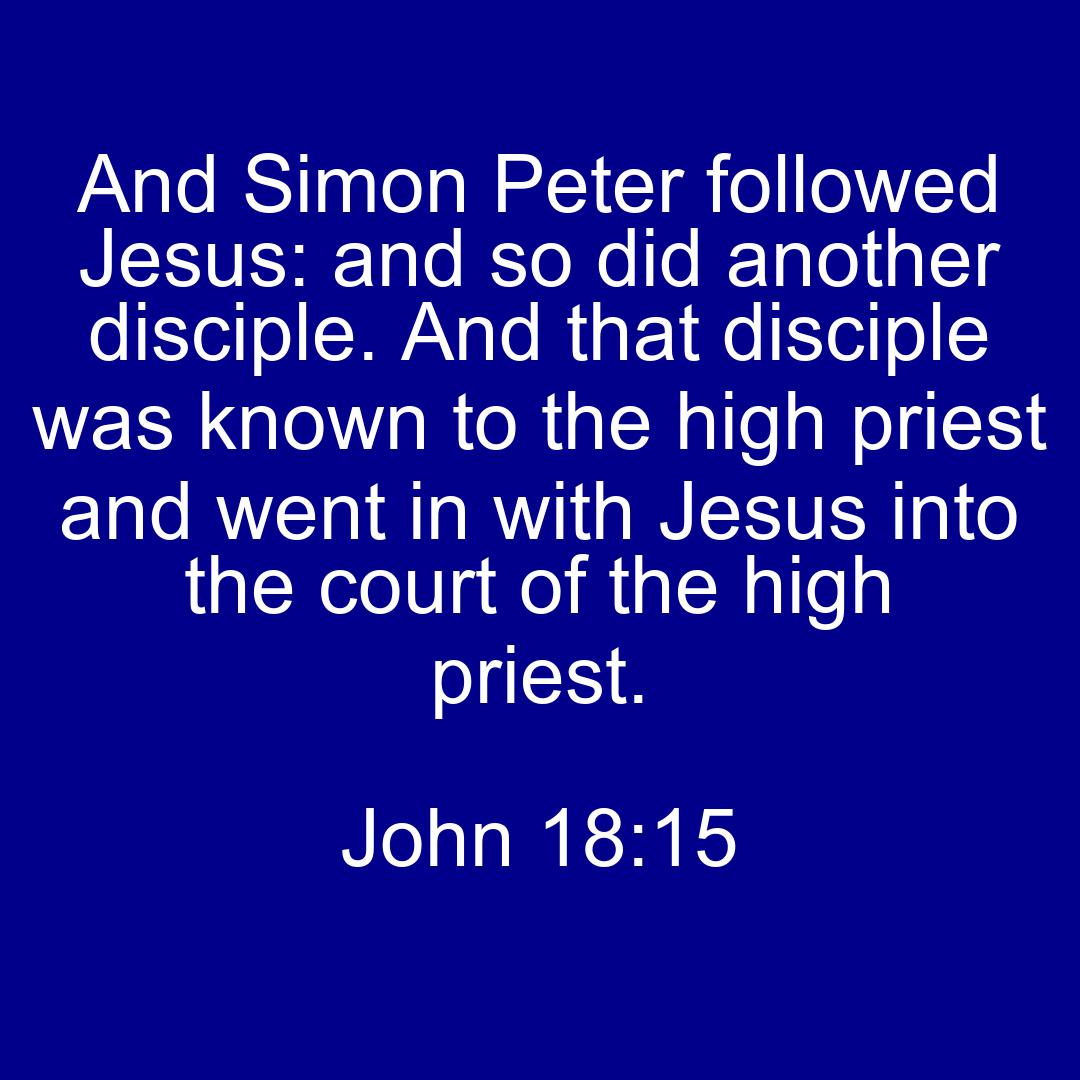 And Simon Peter followed
Jesus: and so did another
disciple. And that disciple
was known to the high priest
and went in with Jesus into
the court of the high
priest.
John 18:15